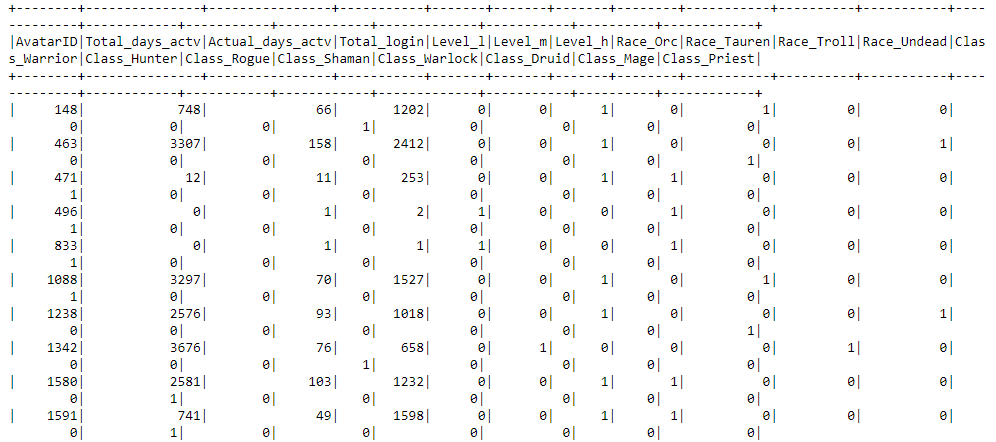 +--------+---------------+----------------+-----------+-------+-------+-------+--------+-----------+----------+-----------+----
---------+------------+-----------+------------+-------------+-----------+----------+------------+
|AvatarID|Total_days_actv|Actual_days_actv|Total_login|Level_l|Level_m|Level_h|Race_Orc|Race_Tauren|Race_Troll|Race_Undead|Clas
s_Warrior|Class_Hunter|Class_Rogue|Class_Shaman|Class_Warlock|Class_Druid|Class_Mage|Class_Priest|
+--------+---------------+----------------+-----------+-------+-------+-------+--------+-----------+----------+-----------+----
---------+------------+-----------+------------+-------------+-----------+----------+------------+
|     148|            748|              66|       1202|      0|      0|      1|       0|          1|         0|          0|
        0|           0|          0|           1|            0|          0|         0|           0|
|     463|           3307|             158|       2412|      0|      0|      1|       0|          0|         0|          1|
        0|           0|          0|           0|            0|          0|         0|           1|
|     471|             12|              11|        253|      0|      0|      1|       1|          0|         0|          0|
        1|           0|          0|           0|            0|          0|         0|           0|
|     496|              0|               1|          2|      1|      0|      0|       1|          0|         0|          0|
        1|           0|          0|           0|            0|          0|         0|           0|
|     833|              0|               1|          1|      1|      0|      0|       1|          0|         0|          0|
        1|           0|          0|           0|            0|          0|         0|           0|
|    1088|           3297|              70|       1527|      0|      0|      1|       0|          1|         0|          0|
        1|           0|          0|           0|            0|          0|         0|           0|
|    1238|           2576|              93|       1018|      0|      0|      1|       0|          0|         0|          1|
        0|           0|          0|           0|            0|          0|         0|           1|
|    1342|           3676|              76|        658|      0|      1|      0|       0|          0|         1|          0|
        0|           0|          0|           1|            0|          0|         0|           0|
|    1580|           2581|             103|       1232|      0|      0|      1|       1|          0|         0|          0|
        0|           1|          0|           0|            0|          0|         0|           0|
|    1591|            741|              49|       1598|      0|      0|      1|       1|          0|         0|          0|
        0|           1|          0|           0|            0|          0|         0|           0|